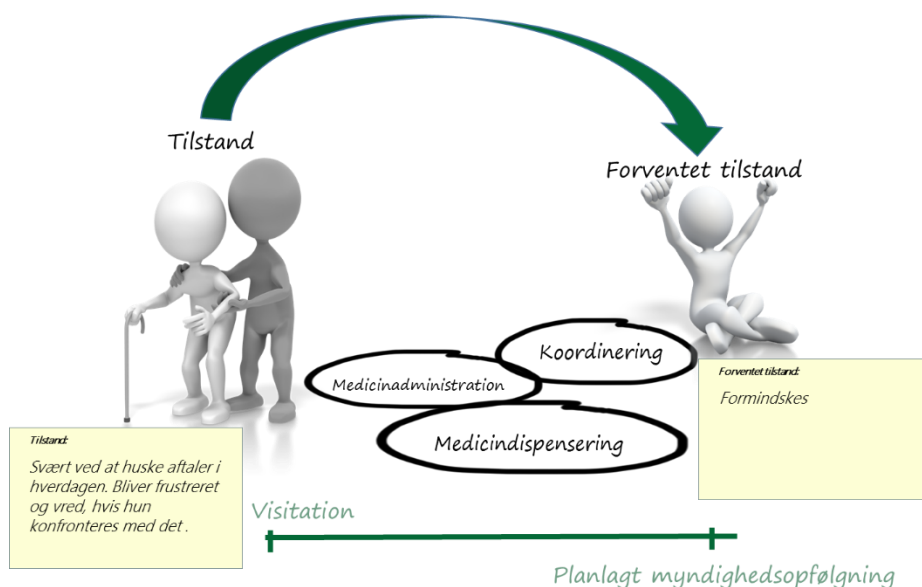 Tilstand
Forventet tilstand
Koordinering
Medicinadministration
Medicindispensering
Tilstand:
Svært ved at huske aftaler i
hverdagen. Bliver frustreret
og vred, hvis hun
konfronteres med det .
Forventet tilstand:
Formindskes
Visitation
Planlagt myndighedsopfølgning